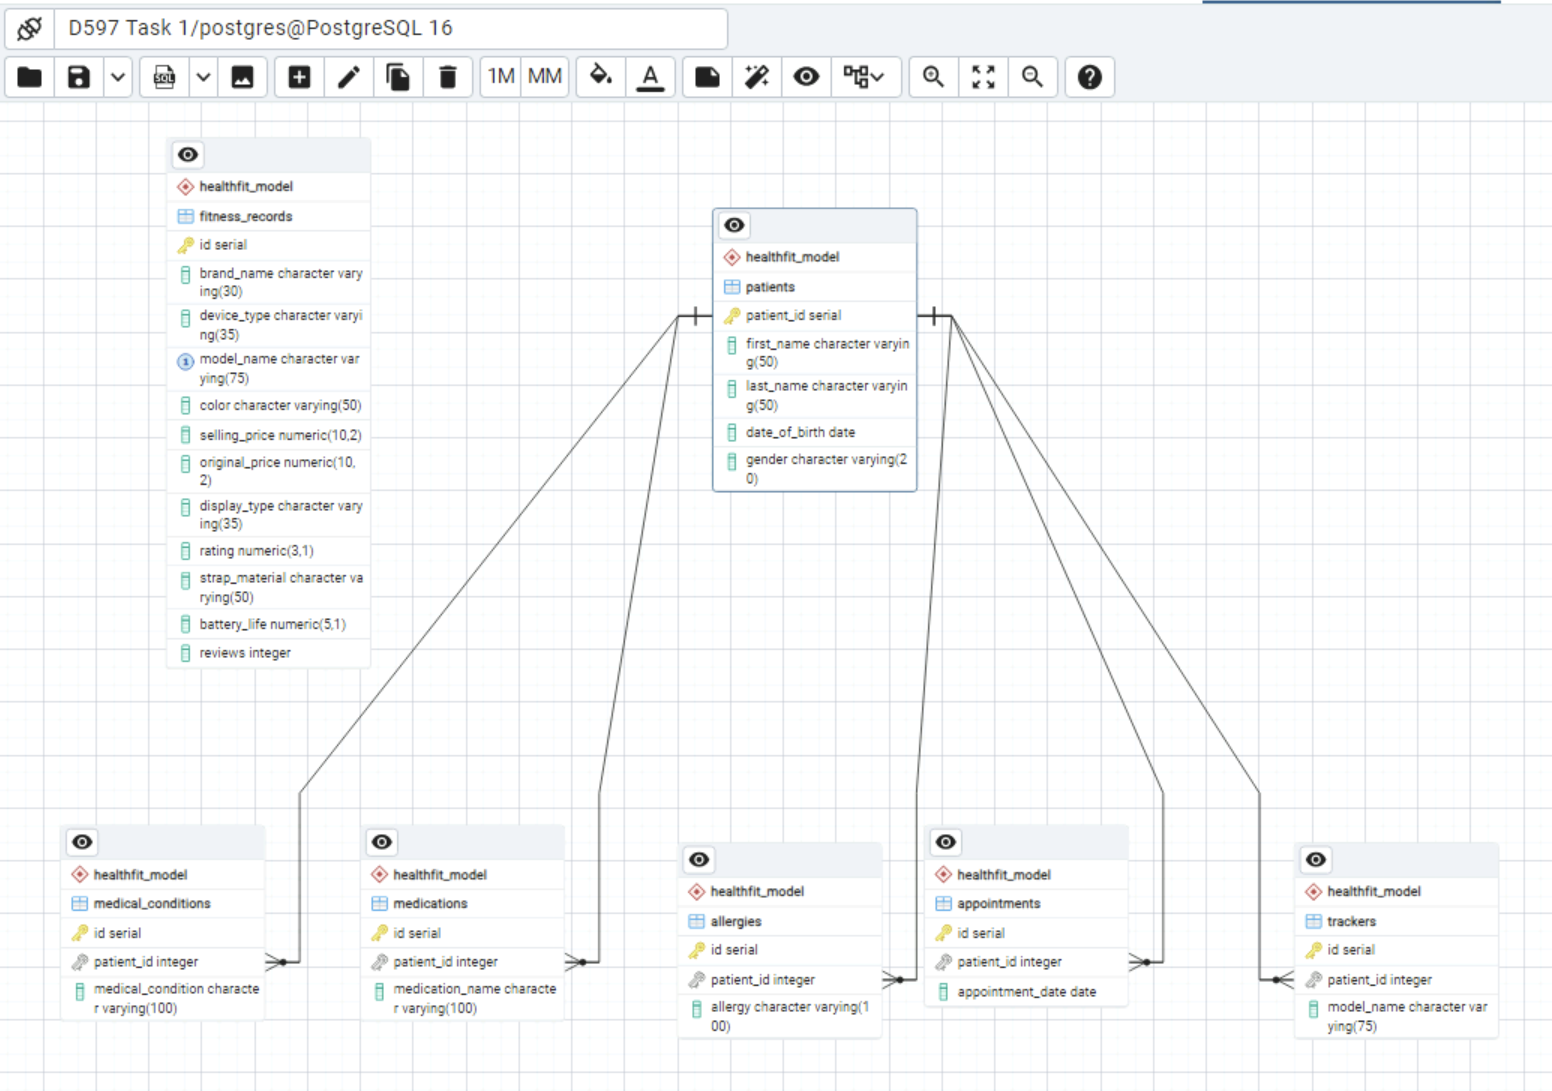 D597 Task 1/postgres@PostgreSQL 16
SQL
1M
MM
A
healthfit_model
fitness_records
id serial
brand_name character vary
ing(30)
device_type character varyi
ng(35)
1
model_name character var
ying(75)
color character varying(50)
selling_price numeric(10,2)
original_price numeric(10,
2)
display_type character vary
ing(35)
rating numeric(3,1)
strap_material character va
rying(50)
battery_life numeric(5,1)
reviews integer
healthfit_model
patients
patient_id serial
first_name character varyin
g(50)
last_name character varyin
g(50)
date_of_birth date
gender character varying(2
0)
healthfit_model
medical_conditions
id serial
patient_id integer
medical_condition characte
r varying(100)
healthfit_model
medications
id serial
patient_id integer
medication_name characte
r varying(100)
healthfit_model
allergies
id serial
patient_id integer
allergy character varying(1
00)
healthfit_model
appointments
id serial
patient_id integer
appointment_date date
healthfit_model
trackers
id serial
patient_id integer
model_name character var
ying(75)